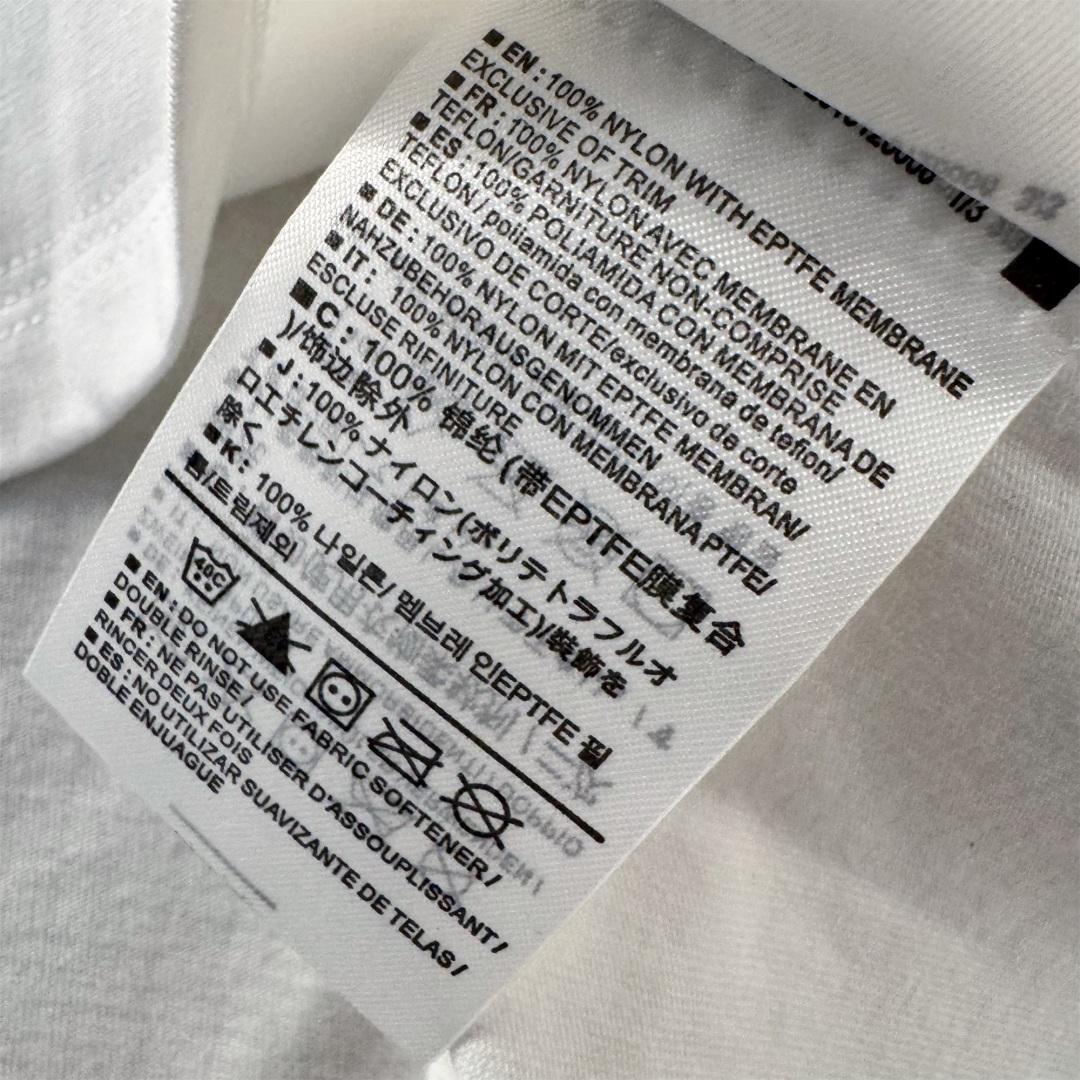 ■ EN : 100% NYLON WITH EPTFE MEMBRANE
EXCLUSIVE OF TRIM
■ FR : 100% NYLON AVEC MEMBRANE EN
TEFLON/GARNITURE NON-COMPRISE
■ ES : 100% POLIAMIDA CON MEMBRANA DE
TEFLON/ poliamida con membrana de teflon/
EXCLUSIVO DE CORTE/exclusivo de corte
■ DE : 100% NYLON MIT EPTFE MEMBRAN/
NAHZUBEHORAUSGENOMMEN
■ IT : 100% NYLON CON MEMBRANA PTFE/
ESCLUSE RIFINITURE
■ C : 100% 锦纶 (带EPTFE膜复合
)/饰边除外
■ J : 100% ナイロン(ポリテトラフルオ
ロエチレンコーティング加工)/装飾を
除く
■ K : 100% 나일론/ 멤브레 인EPTFE 필
름/트림제외
40C
■ EN : DO NOT USE FABRIC SOFTENER/
DOUBLE RINSE /
■ FR : NE PAS UTILISER D'ASSOUPLISSANT/
RINCER DEUX FOIS
■ ES : NO UTILIZAR SUAVIZANTE DE TELAS/
DOBLE ENJUAGUE